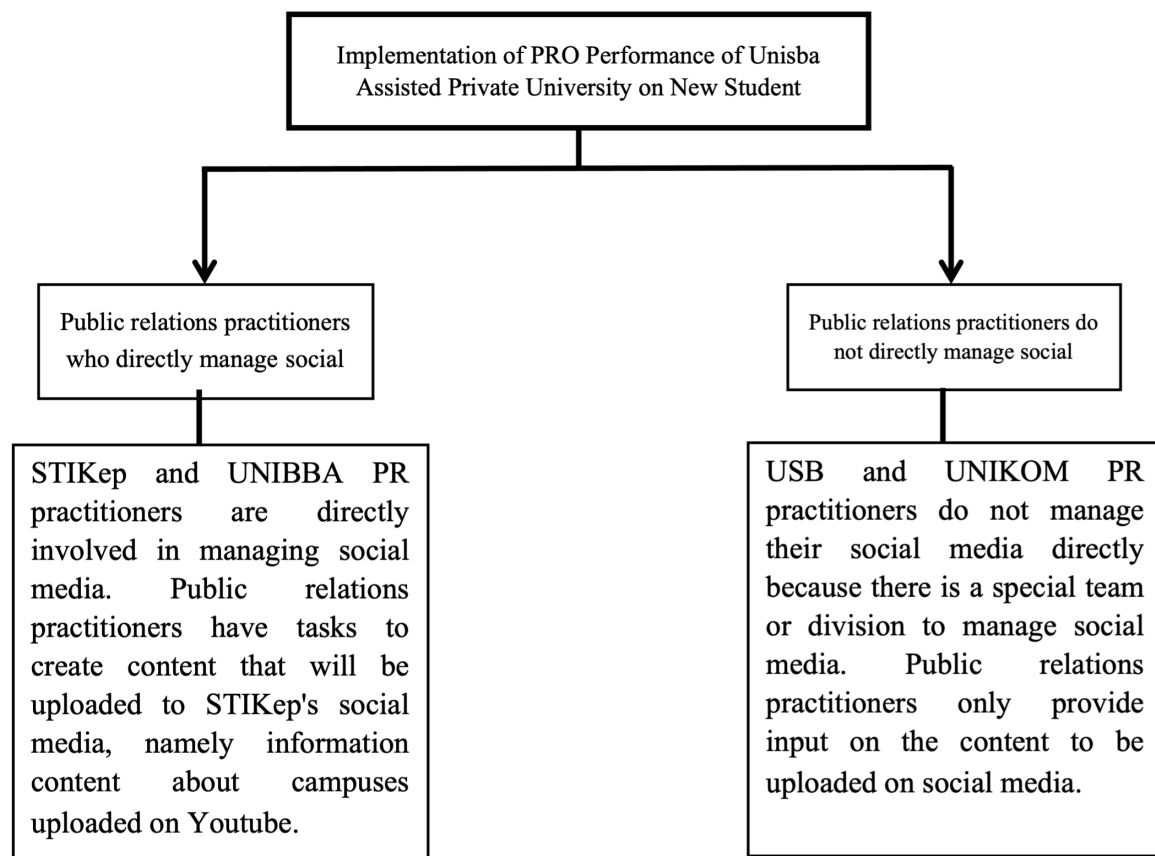 Implementation of PRO Performance of Unisba
Assisted Private University on New Student
Public relations practitioners
who directly manage social
Public relations practitioners do
not directly manage social
STIKep and UNIBBA PR
practitioners are directly
involved in managing social
media. Public relations
practitioners have tasks to
create content that will be
uploaded to STIKep's social
media, namely information
content about campuses
uploaded on Youtube.
USB and UNIKOM PR
practitioners do not manage
their social media directly
because there is a special team
or division to manage social
media. Public relations
practitioners only provide
input on the content to be
uploaded on social media.